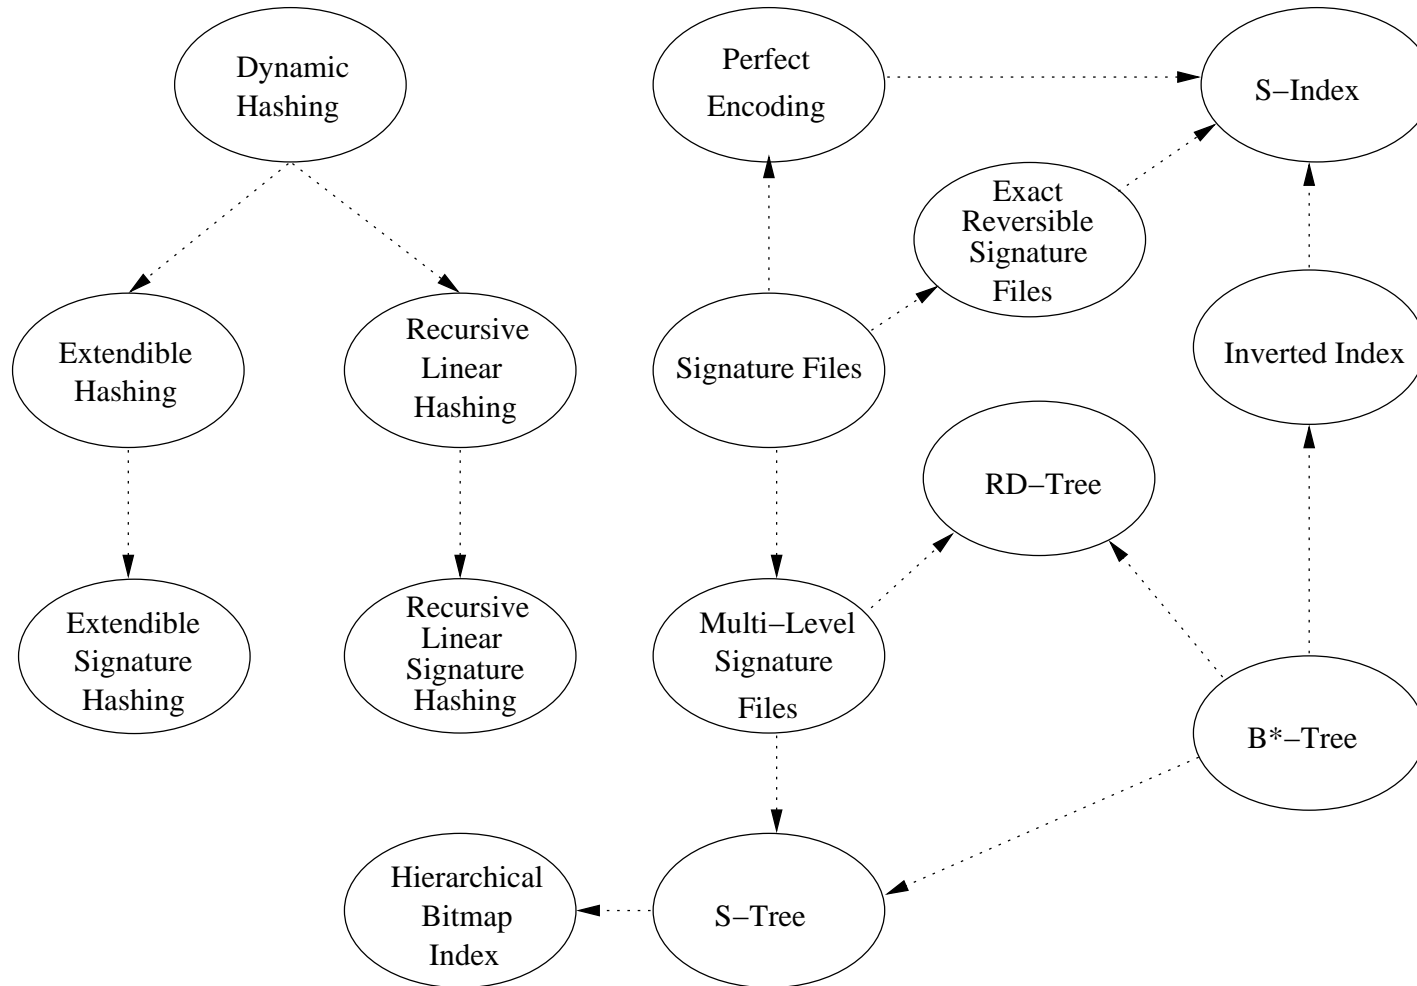 Dynamic
Hashing
Perfect
Encoding
S−Index
Exact
Reversible
Signature
Files
Extendible
Hashing
Recursive
Linear
Hashing
Signature Files
Inverted Index
RD−Tree
Extendible
Signature
Hashing
Recursive
Linear
Signature
Hashing
Multi−Level
Signature
Files
B*−Tree
Hierarchical
Bitmap
Index
S−Tree